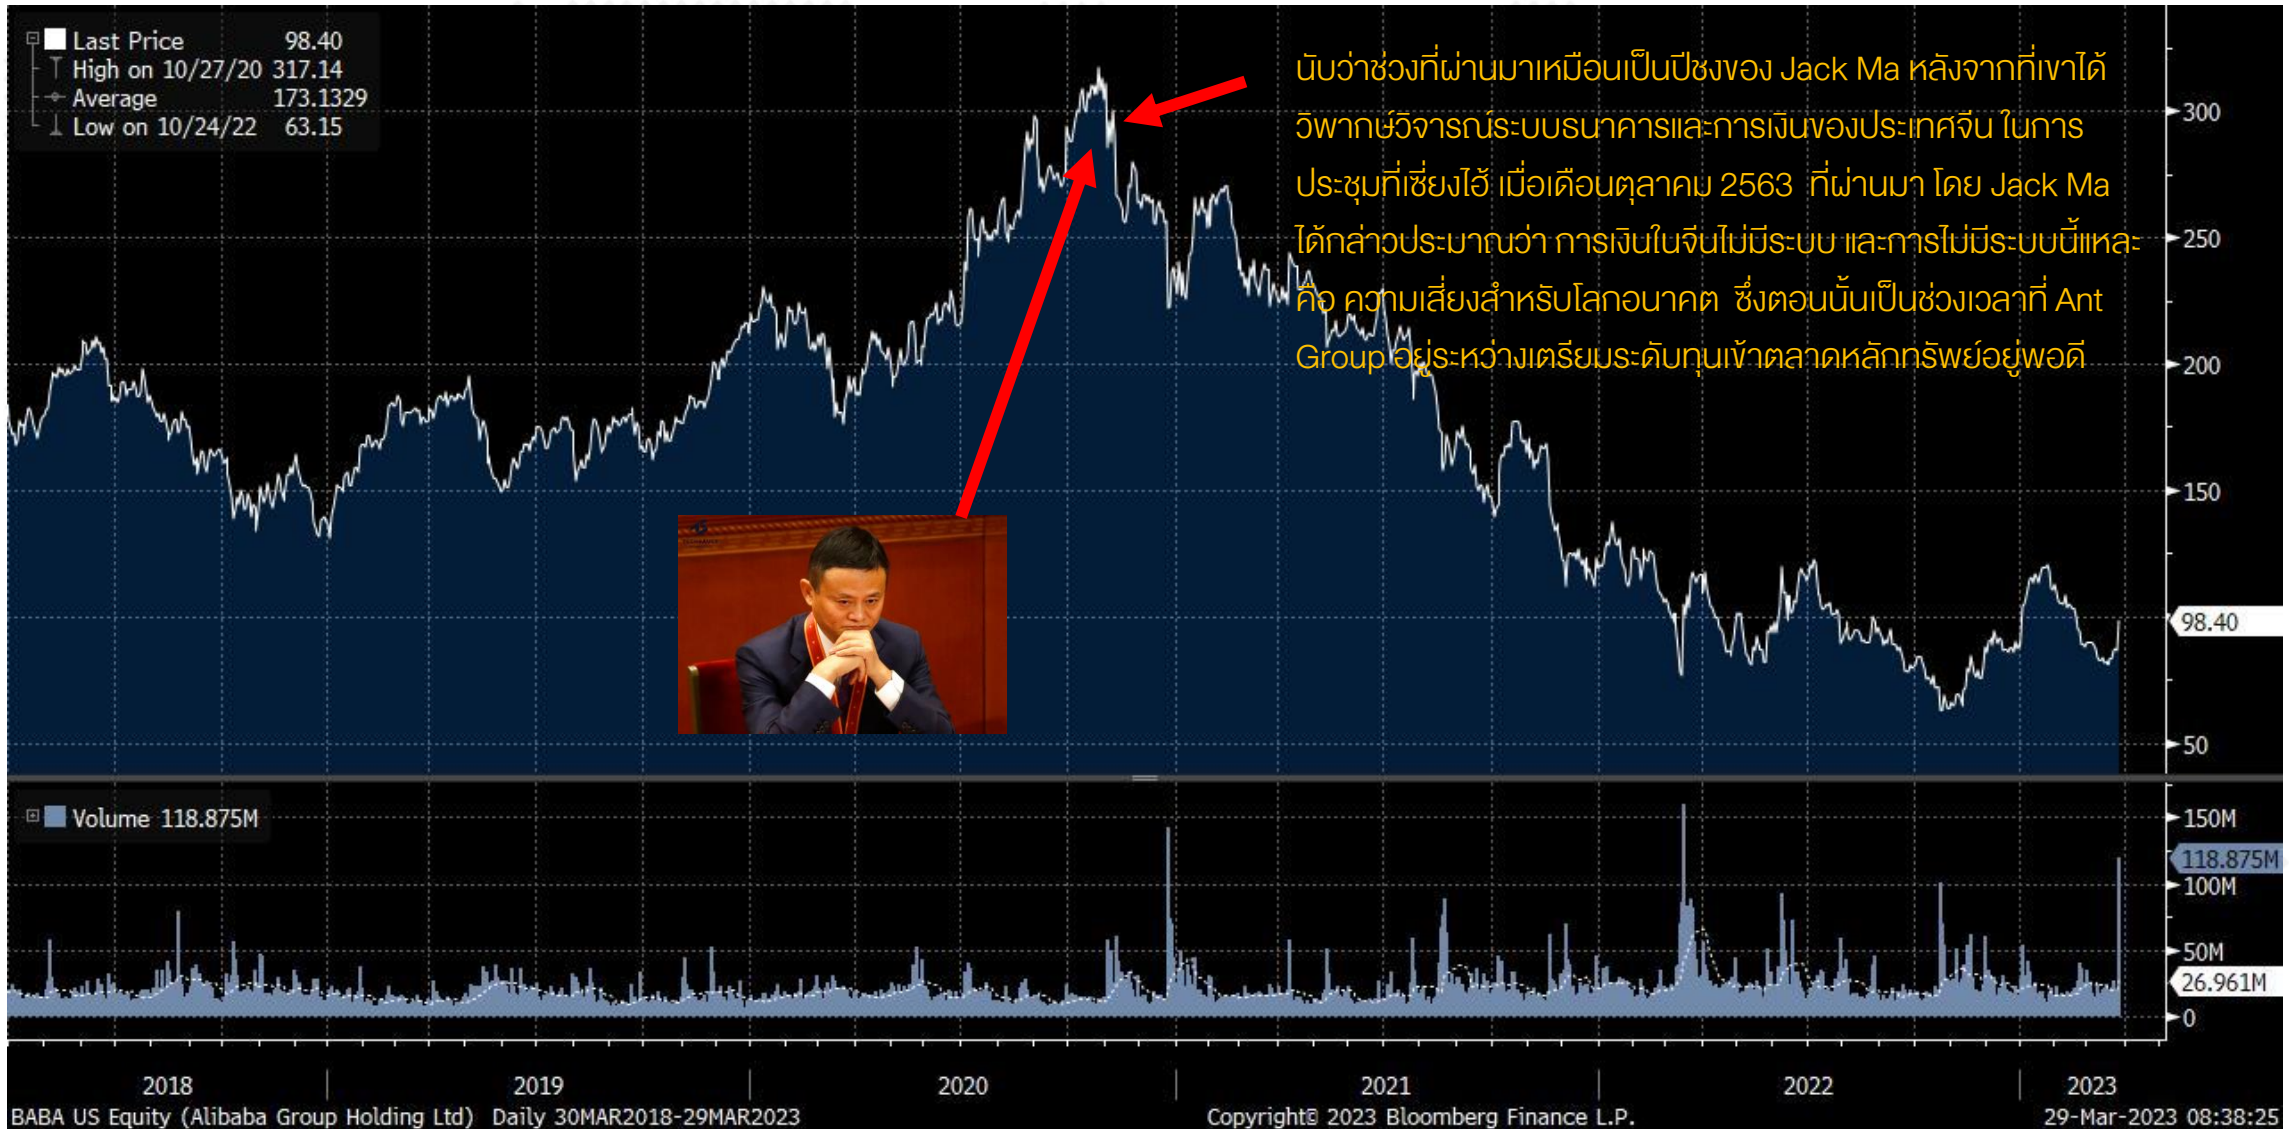 Last Price 98.40
High on 10/27/20 317.14
Average 173.1329
Low on 10/24/22 63.15
นับว่าช่วงที่ผ่านมาเหมือนเป็นปีชงของ Jack Ma หลังจากที่เขาได้
วิพากษ์วิจารณ์ระบบธนาคารและการเงินของประเทศจีน ในการ
ประชุมที่เซี่ยงไฮ้ เมื่อเดือนตุลาคม 2563 ที่ผ่านมา โดย Jack Ma
ได้กล่าวประมาณว่า การเงินในจีนไม่มีระบบ และการไม่มีระบบนี้แหละ
คือ ความเสี่ยงสำหรับโลกอนาคต ซึ่งตอนนั้นเป็นช่วงเวลาที่ Ant
Group อยู่ระหว่างเตรียมระดับทุนเข้าตลาดหลักทรัพย์อยู่พอดี
300
250
200
150
98.40
50
Volume 118.875M
150M
118.875M
100M
50M
26.961M
0
2018 2019 2020 2021 2022 2023
BABA US Equity (Alibaba Group Holding Ltd) Daily 30MAR2018-29MAR2023 Copyright© 2023 Bloomberg Finance L.P. 29-Mar-2023 08:38:25